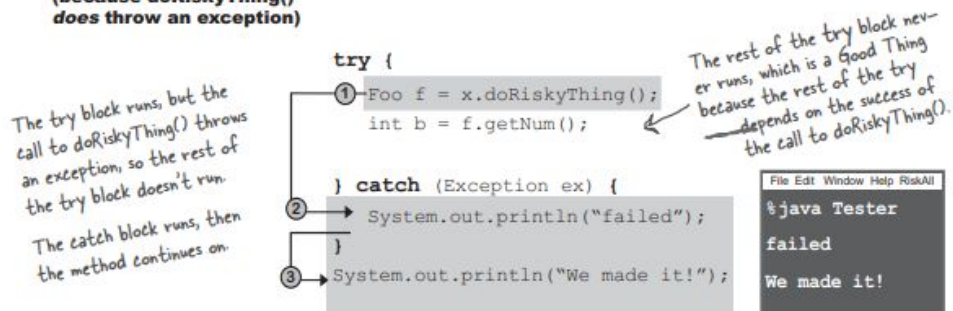 (because doRiskyThing()
does throw an exception)
The try block runs, but the
call to doRiskyThing() throws
an exception, so the rest of
the try block doesn't run.
The catch block runs, then
the method continues on.
try {
1 Foo f = x.doRiskyThing();
int b = f.getNum();
} catch (Exception ex) {
2 System.out.println("failed");
}
3 System.out.println("We made it!");
The rest of the try block nev-
er runs, which is a Good Thing
because the rest of the try
depends on the success of
the call to doRiskyThing().
File Edit Window Help RiskAll
%java Tester
failed
We made it!